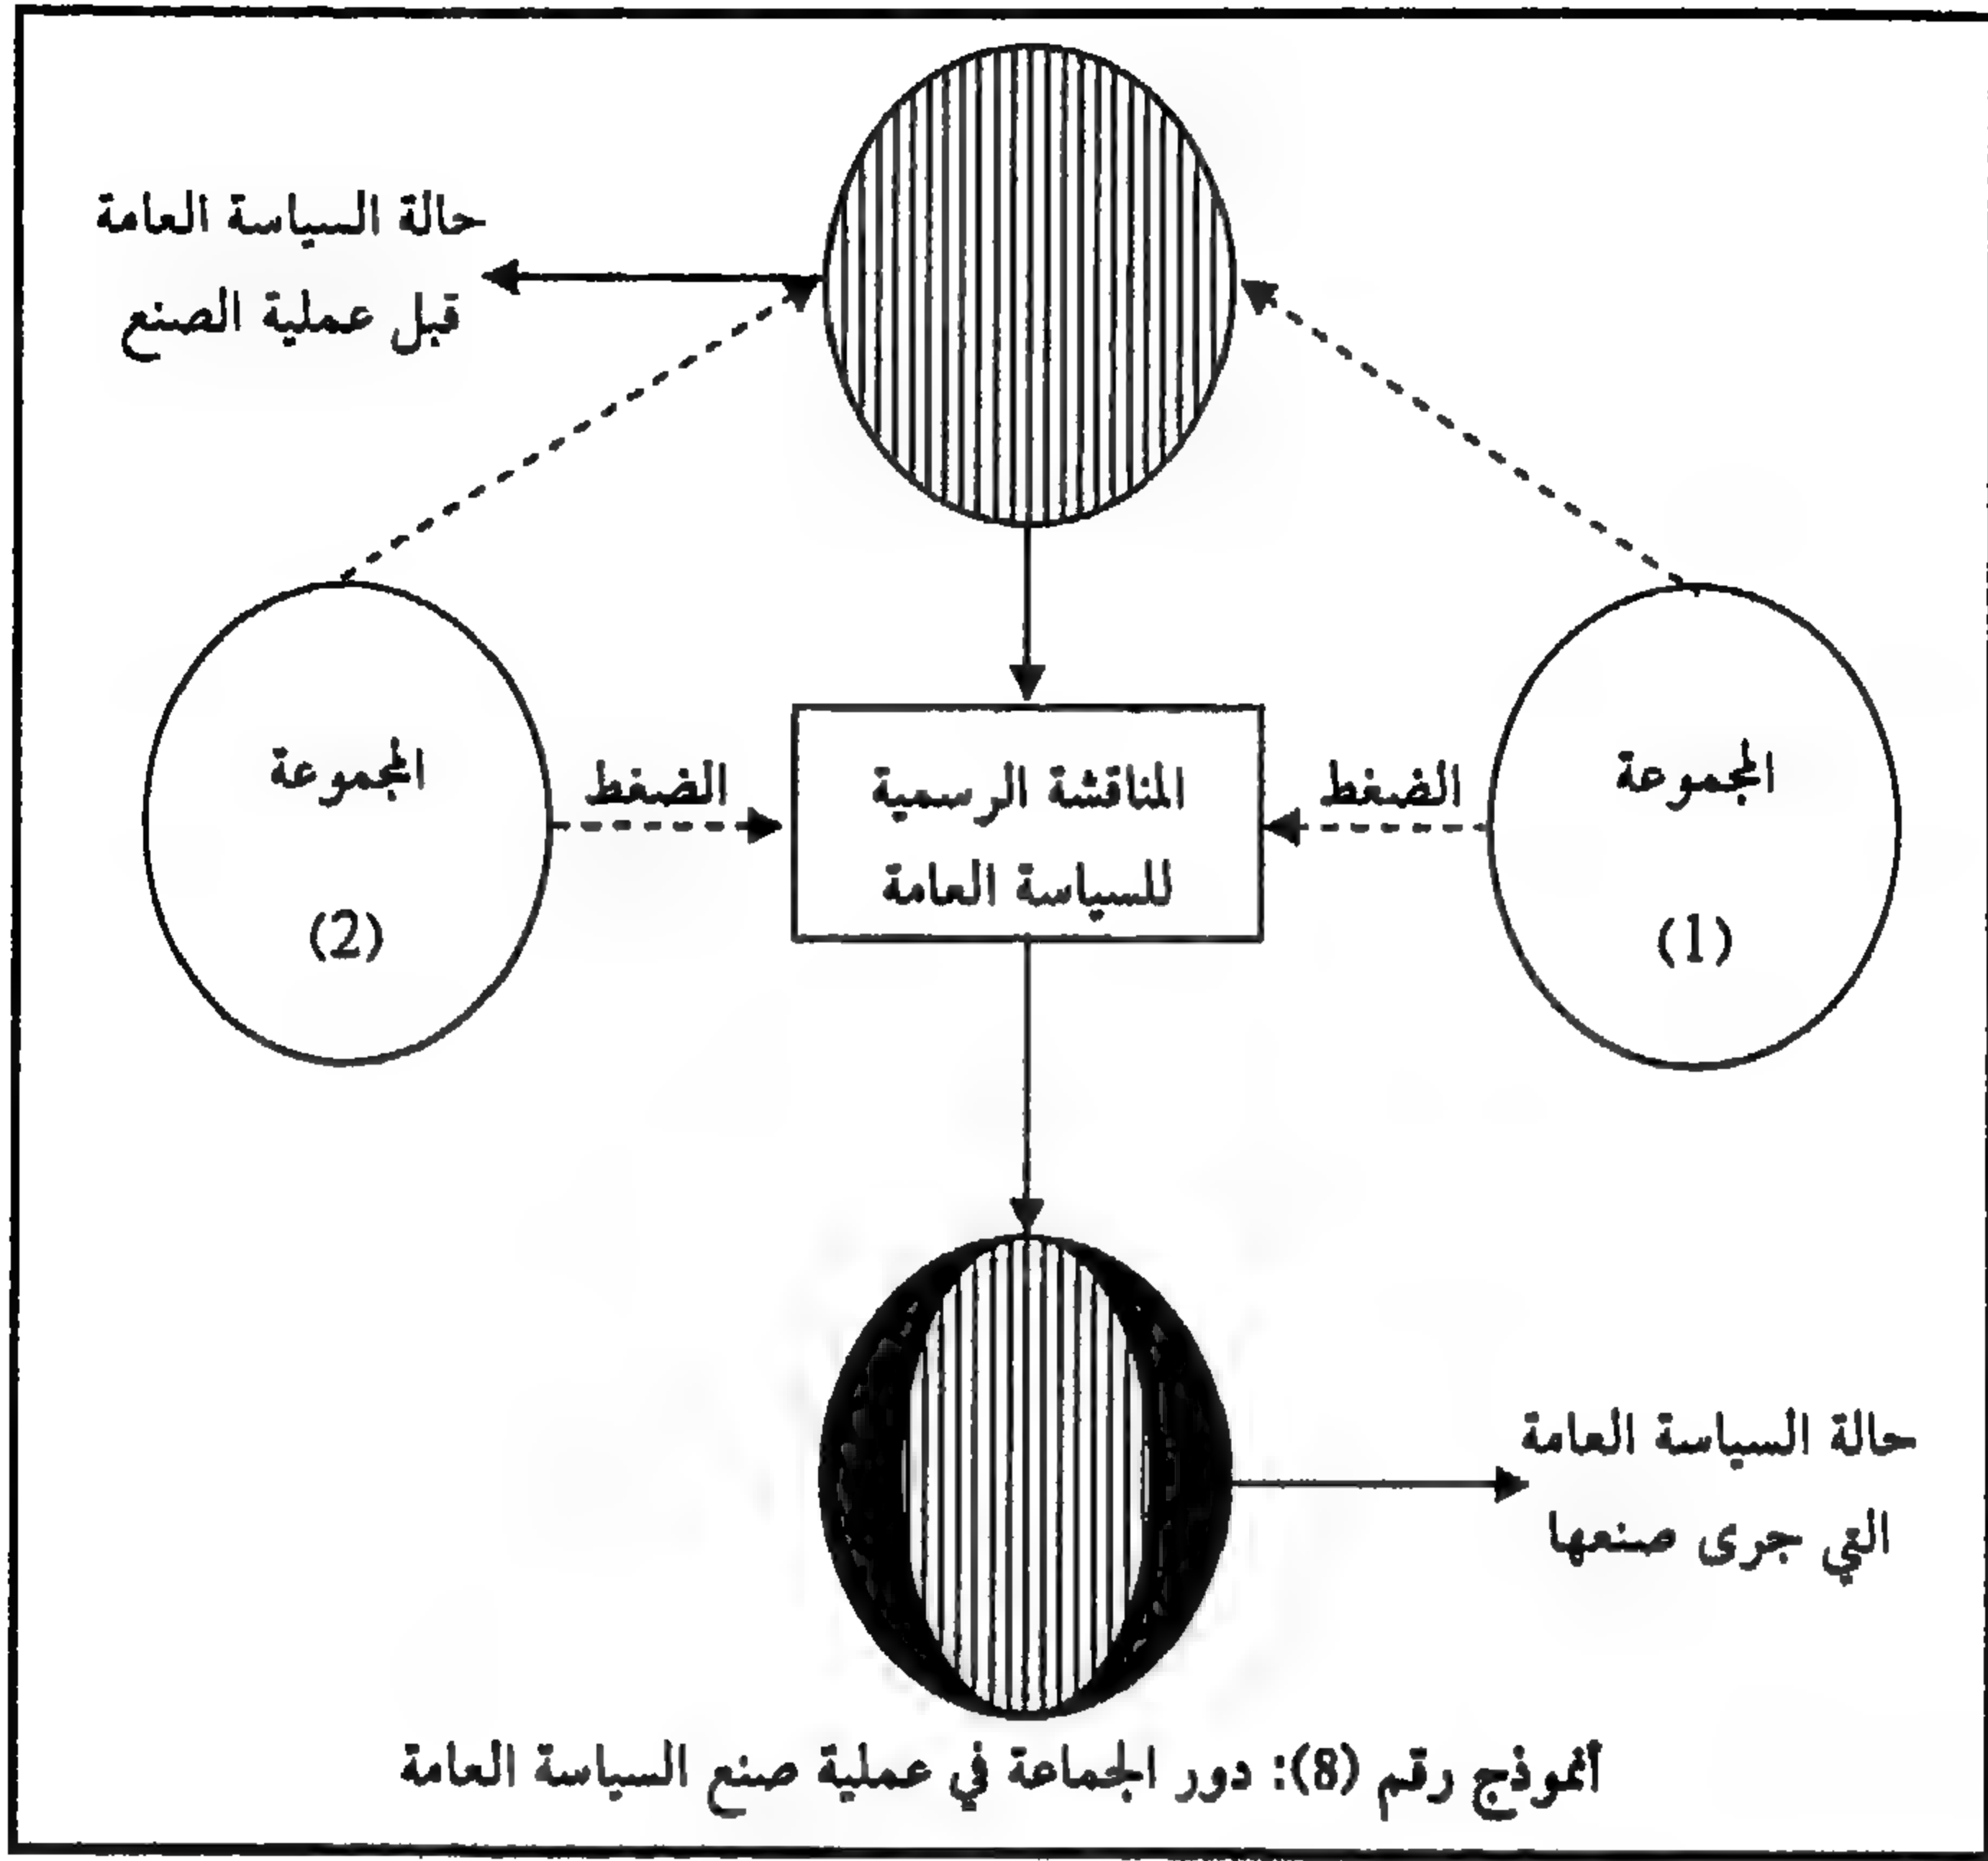 حالة السياسة العامة
قبل عملية الصنع
المجموعة
(1)
الضغط
المناقشة الرسمية
للسياسة العامة
الضغط
المجموعة
(2)
حالة السياسة العامة
التي جرى صنعها
أنموذج رقم (8): دور الجماعة في عملية صنع السياسة العامة